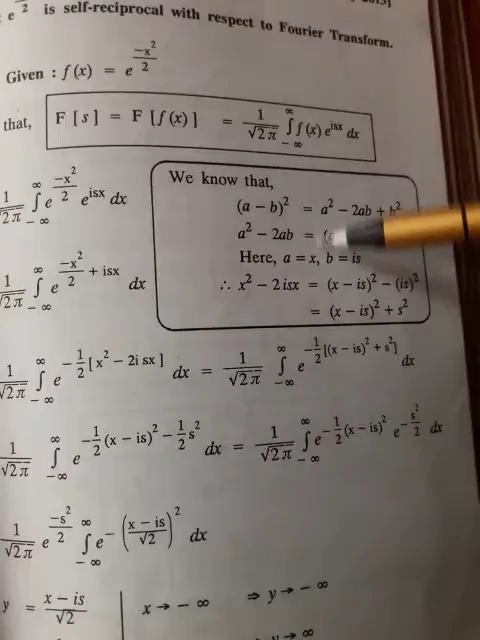 e^(-x²/2) is self-reciprocal with respect to Fourier Transform.
Given : f(x) = e^(-x²/2)
that, F [s] = F [f(x)] = 1/√2π ∫_{-∞}^{∞} f(x) e^{isx} dx
1/√2π ∫_{-∞}^{∞} e^(-x²/2) e^{isx} dx
1/√2π ∫_{-∞}^{∞} e^(-x²/2 + isx) dx
We know that,
(a − b)² = a² − 2ab + b²
a² − 2ab =
Here, a = x, b = is
∴ x² − 2 isx = (x − is)² − (is)²
= (x − is)² + s²
1/√2π ∫_{-∞}^{∞} e^(−1/2 [x² − 2i sx]) dx = 1/√2π ∫_{-∞}^{∞} e^(−1/2 [(x − is)² + s²]) dx
1/√2π ∫_{-∞}^{∞} e^(−1/2 (x − is)² − 1/2 s²) dx = 1/√2π ∫_{-∞}^{∞} e^(−1/2 (x − is)²) e^(−s²/2) dx
1/√2π e^(-s²/2) ∫_{-∞}^{∞} e^(−((x − is)/√2)²) dx
y = (x − is)/√2 | x → − ∞ ⇒ y → − ∞